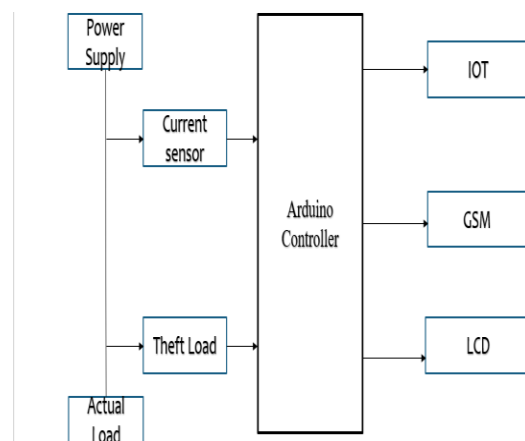 Power
Supply
Current
sensor
Theft Load
Actual
Load
Arduino
Controller
IOT
GSM
LCD